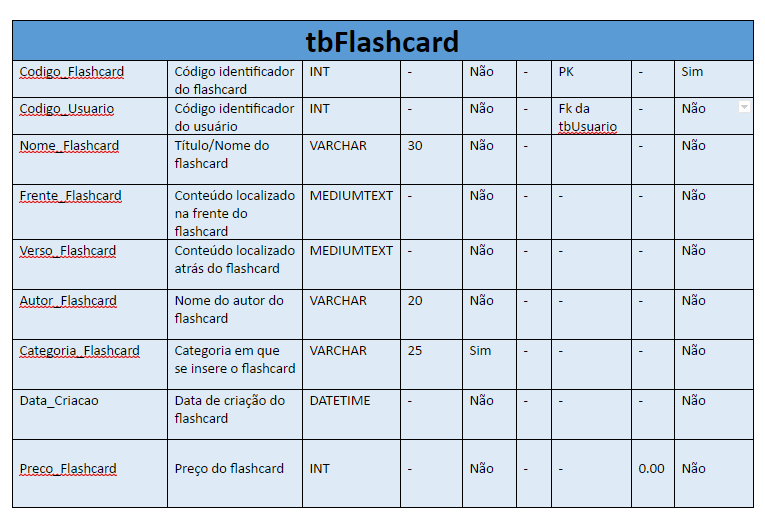 tbFlashcard
Codigo_Flashcard Código identificador INT - Não - PK - Sim
do flashcard
Codigo_Usuario Código identificador INT - Não - Fk da - Não
do usuário tbUsuario
Nome_Flashcard Título/Nome do VARCHAR 30 Não - - Não
flashcard
Frente_Flashcard Conteúdo localizado MEDIUMTEXT - Não - - - Não
na frente do
flashcard
Verso_Flashcard Conteúdo localizado MEDIUMTEXT - Não - - - Não
atrás do flashcard
Autor_Flashcard Nome do autor do VARCHAR 20 Não - - - Não
flashcard
Categoria_Flashcard Categoria em que VARCHAR 25 Sim - - - Não
se insere o flashcard
Data_Criacao Data de criação do DATETIME - Não - - - Não
flashcard
Preco_Flashcard Preço do flashcard INT - Não - - 0.00 Não